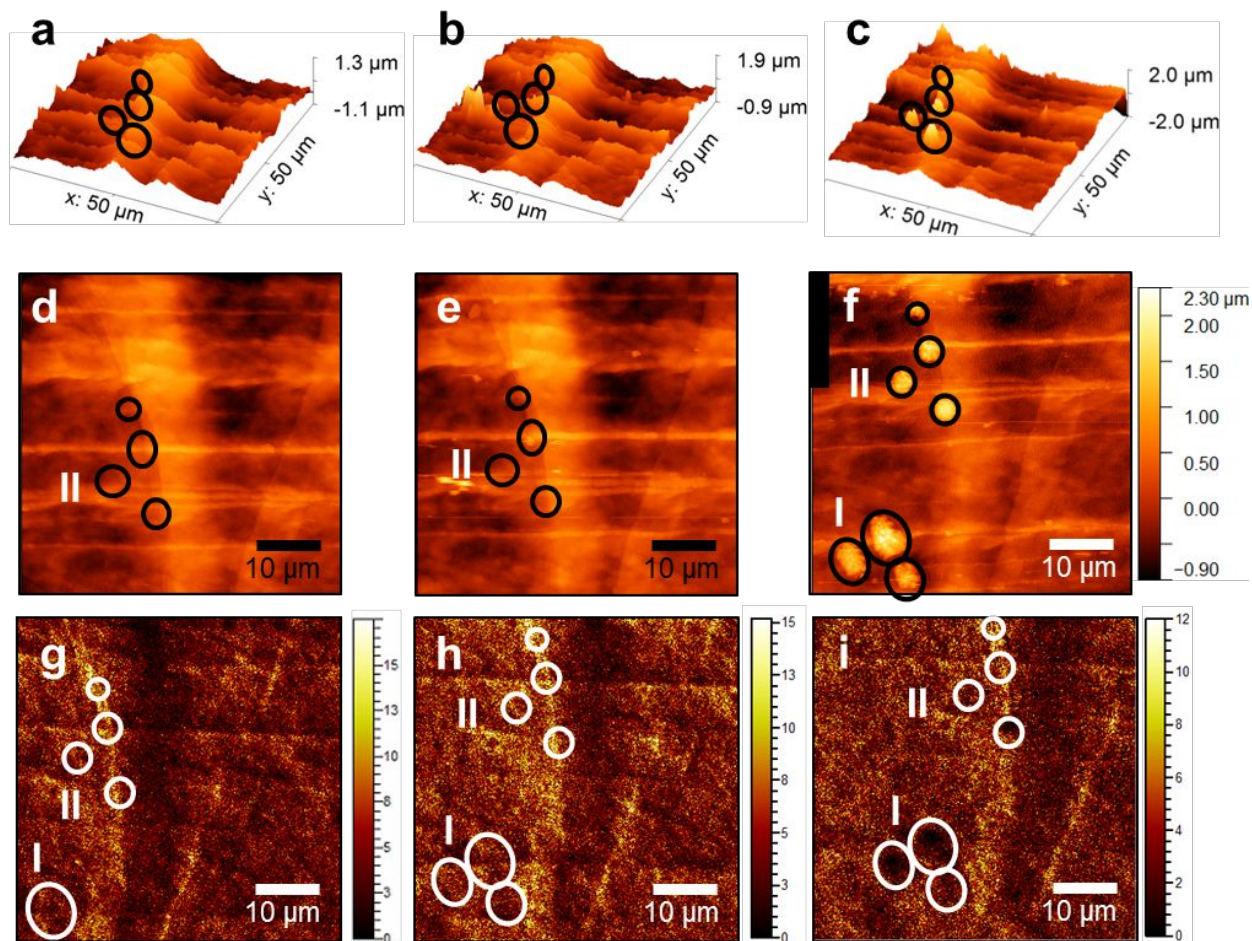 a
1.3 µm
-1.1 µm
x: 50 µm
y: 50 µm
b
1.9 µm
-0.9 µm
x: 50 µm
y: 50 µm
c
2.0 µm
-2.0 µm
x: 50 µm
y: 50 µm
d
II
10 µm
e
II
10 µm
f
II
I
10 µm
2.30 µm
2.00
1.50
1.00
0.50
0.00
−0.90
g
II
I
10 µm
15
13
10
8
5
3
0
h
II
I
10 µm
15
13
10
8
5
3
0
i
II
I
10 µm
12
10
8
6
4
2
0